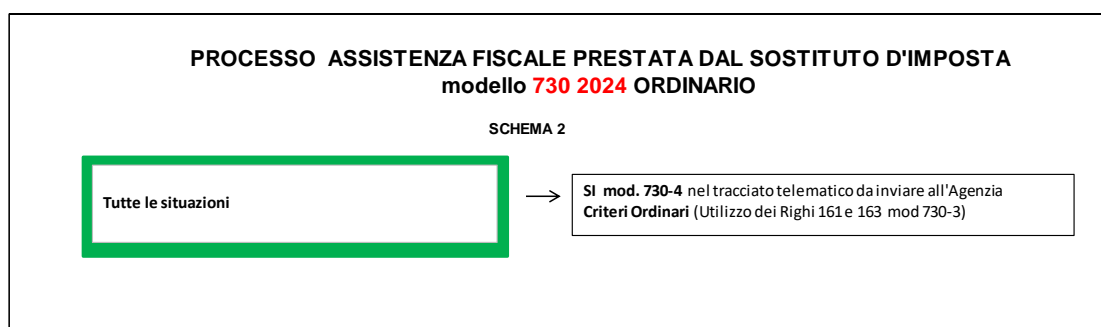 PROCESSO ASSISTENZA FISCALE PRESTATA DAL SOSTITUTO D'IMPOSTA
modello 730 2024 ORDINARIO
SCHEMA 2
Tutte le situazioni
SI mod. 730-4 nel tracciato telematico da inviare all'Agenzia
Criteri Ordinari (Utilizzo dei Righi 161 e 163 mod 730-3)